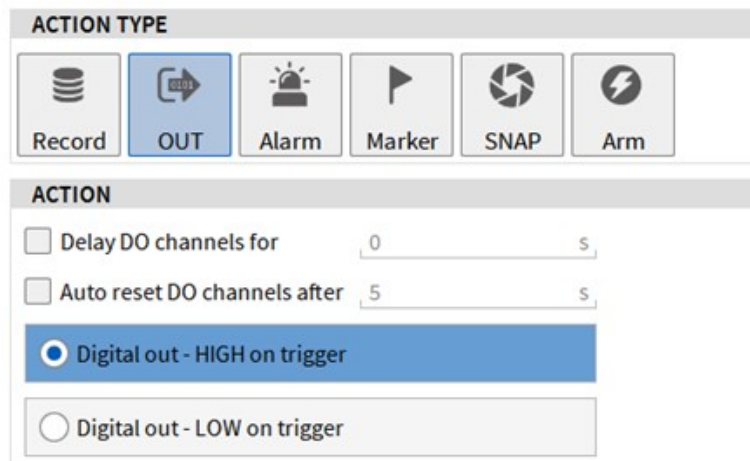 ACTION TYPE
Record OUT Alarm Marker SNAP Arm
ACTION
Delay DO channels for 0 s
Auto reset DO channels after 5 s
Digital out - HIGH on trigger
Digital out - LOW on trigger